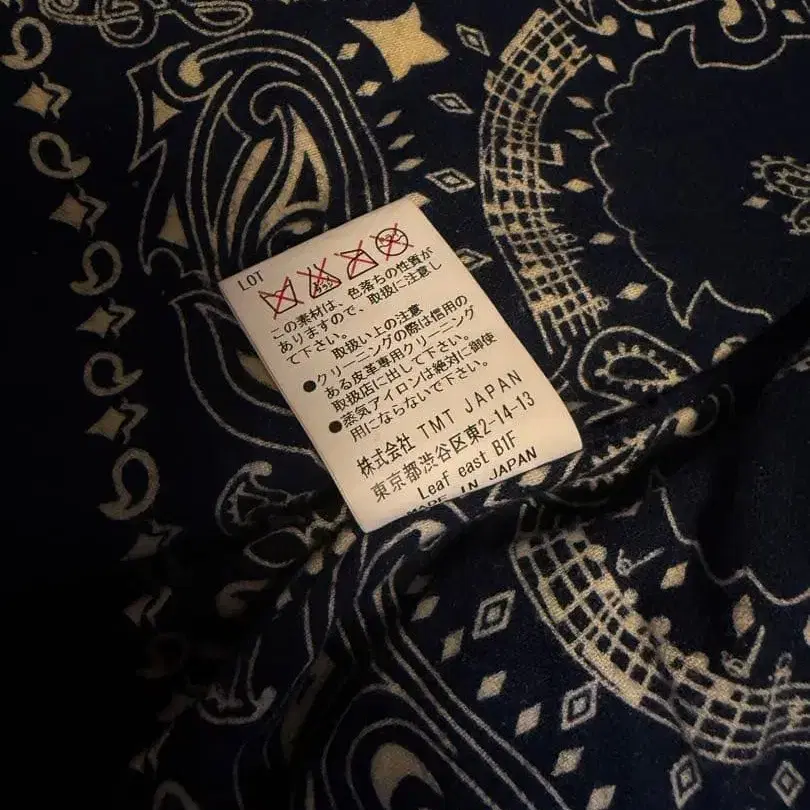 LOT
この素材は、色落ちの性質が
ありますので、取扱に注意し
て下さい。
取扱い上の注意
●クリーニングの際は信用の
ある皮革専用クリーニング
取扱店に出して下さい。
●蒸気アイロンは絶対に御使
用にならないで下さい。
株式会社 TMT JAPAN
東京都渋谷区東2-14-13
Leaf east B1F
MADE IN JAPAN